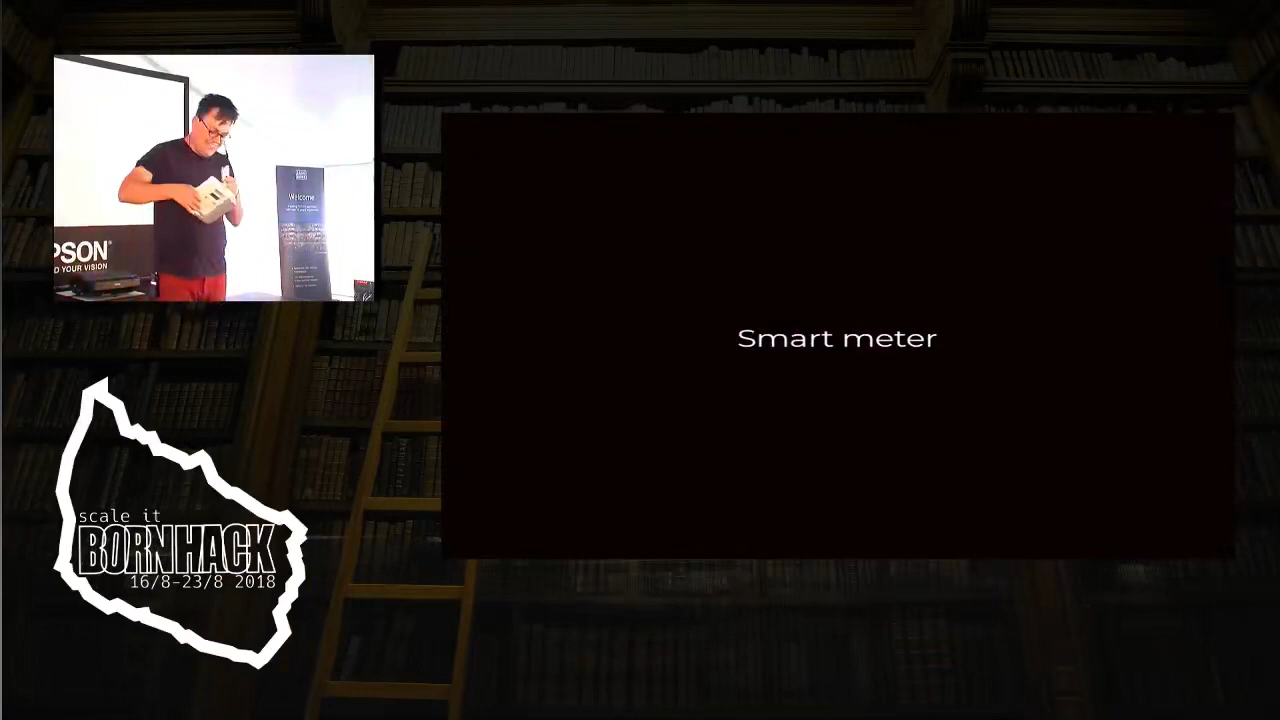 Welcome
PSON
D YOUR VISION
Smart meter
scale it
BORNHACK
16/8-23/8 2018